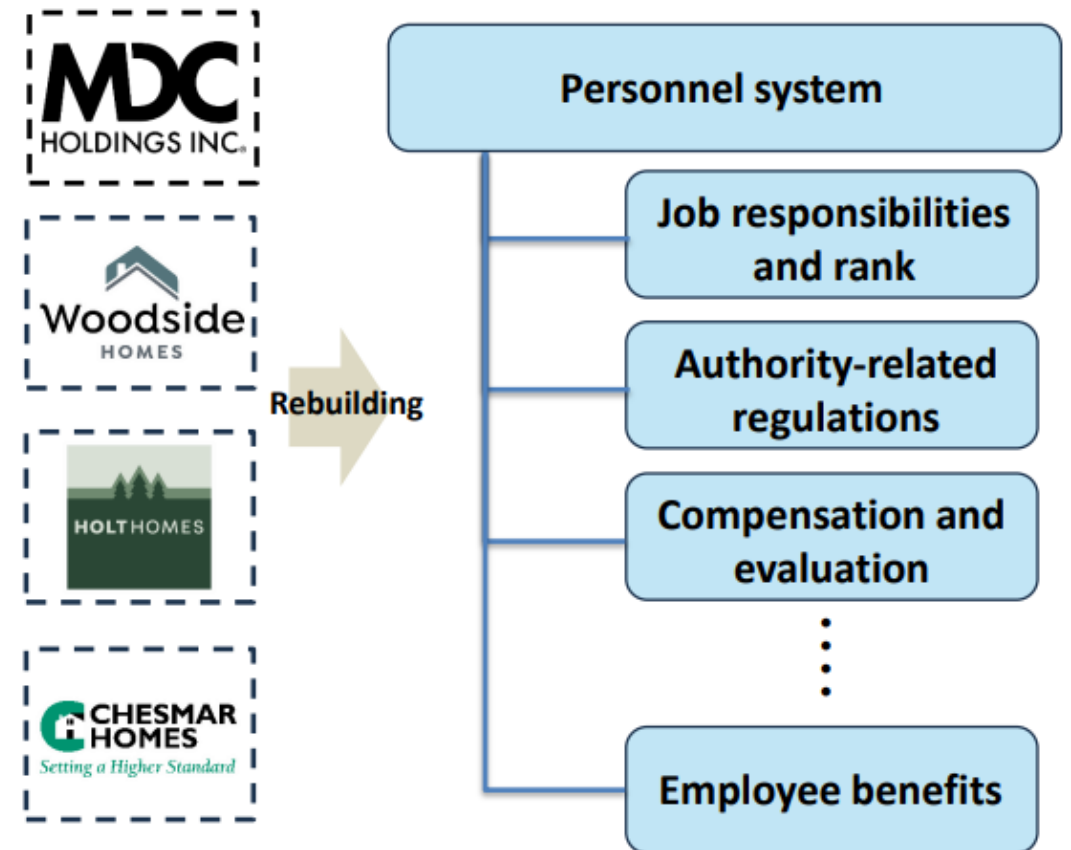 MDC
HOLDINGS INC.
Woodside
HOMES
HOLTHOMES
CHESMAR
HOMES
Setting a Higher Standard
Rebuilding
Personnel system
Job responsibilities
and rank
Authority-related
regulations
Compensation and
evaluation
Employee benefits